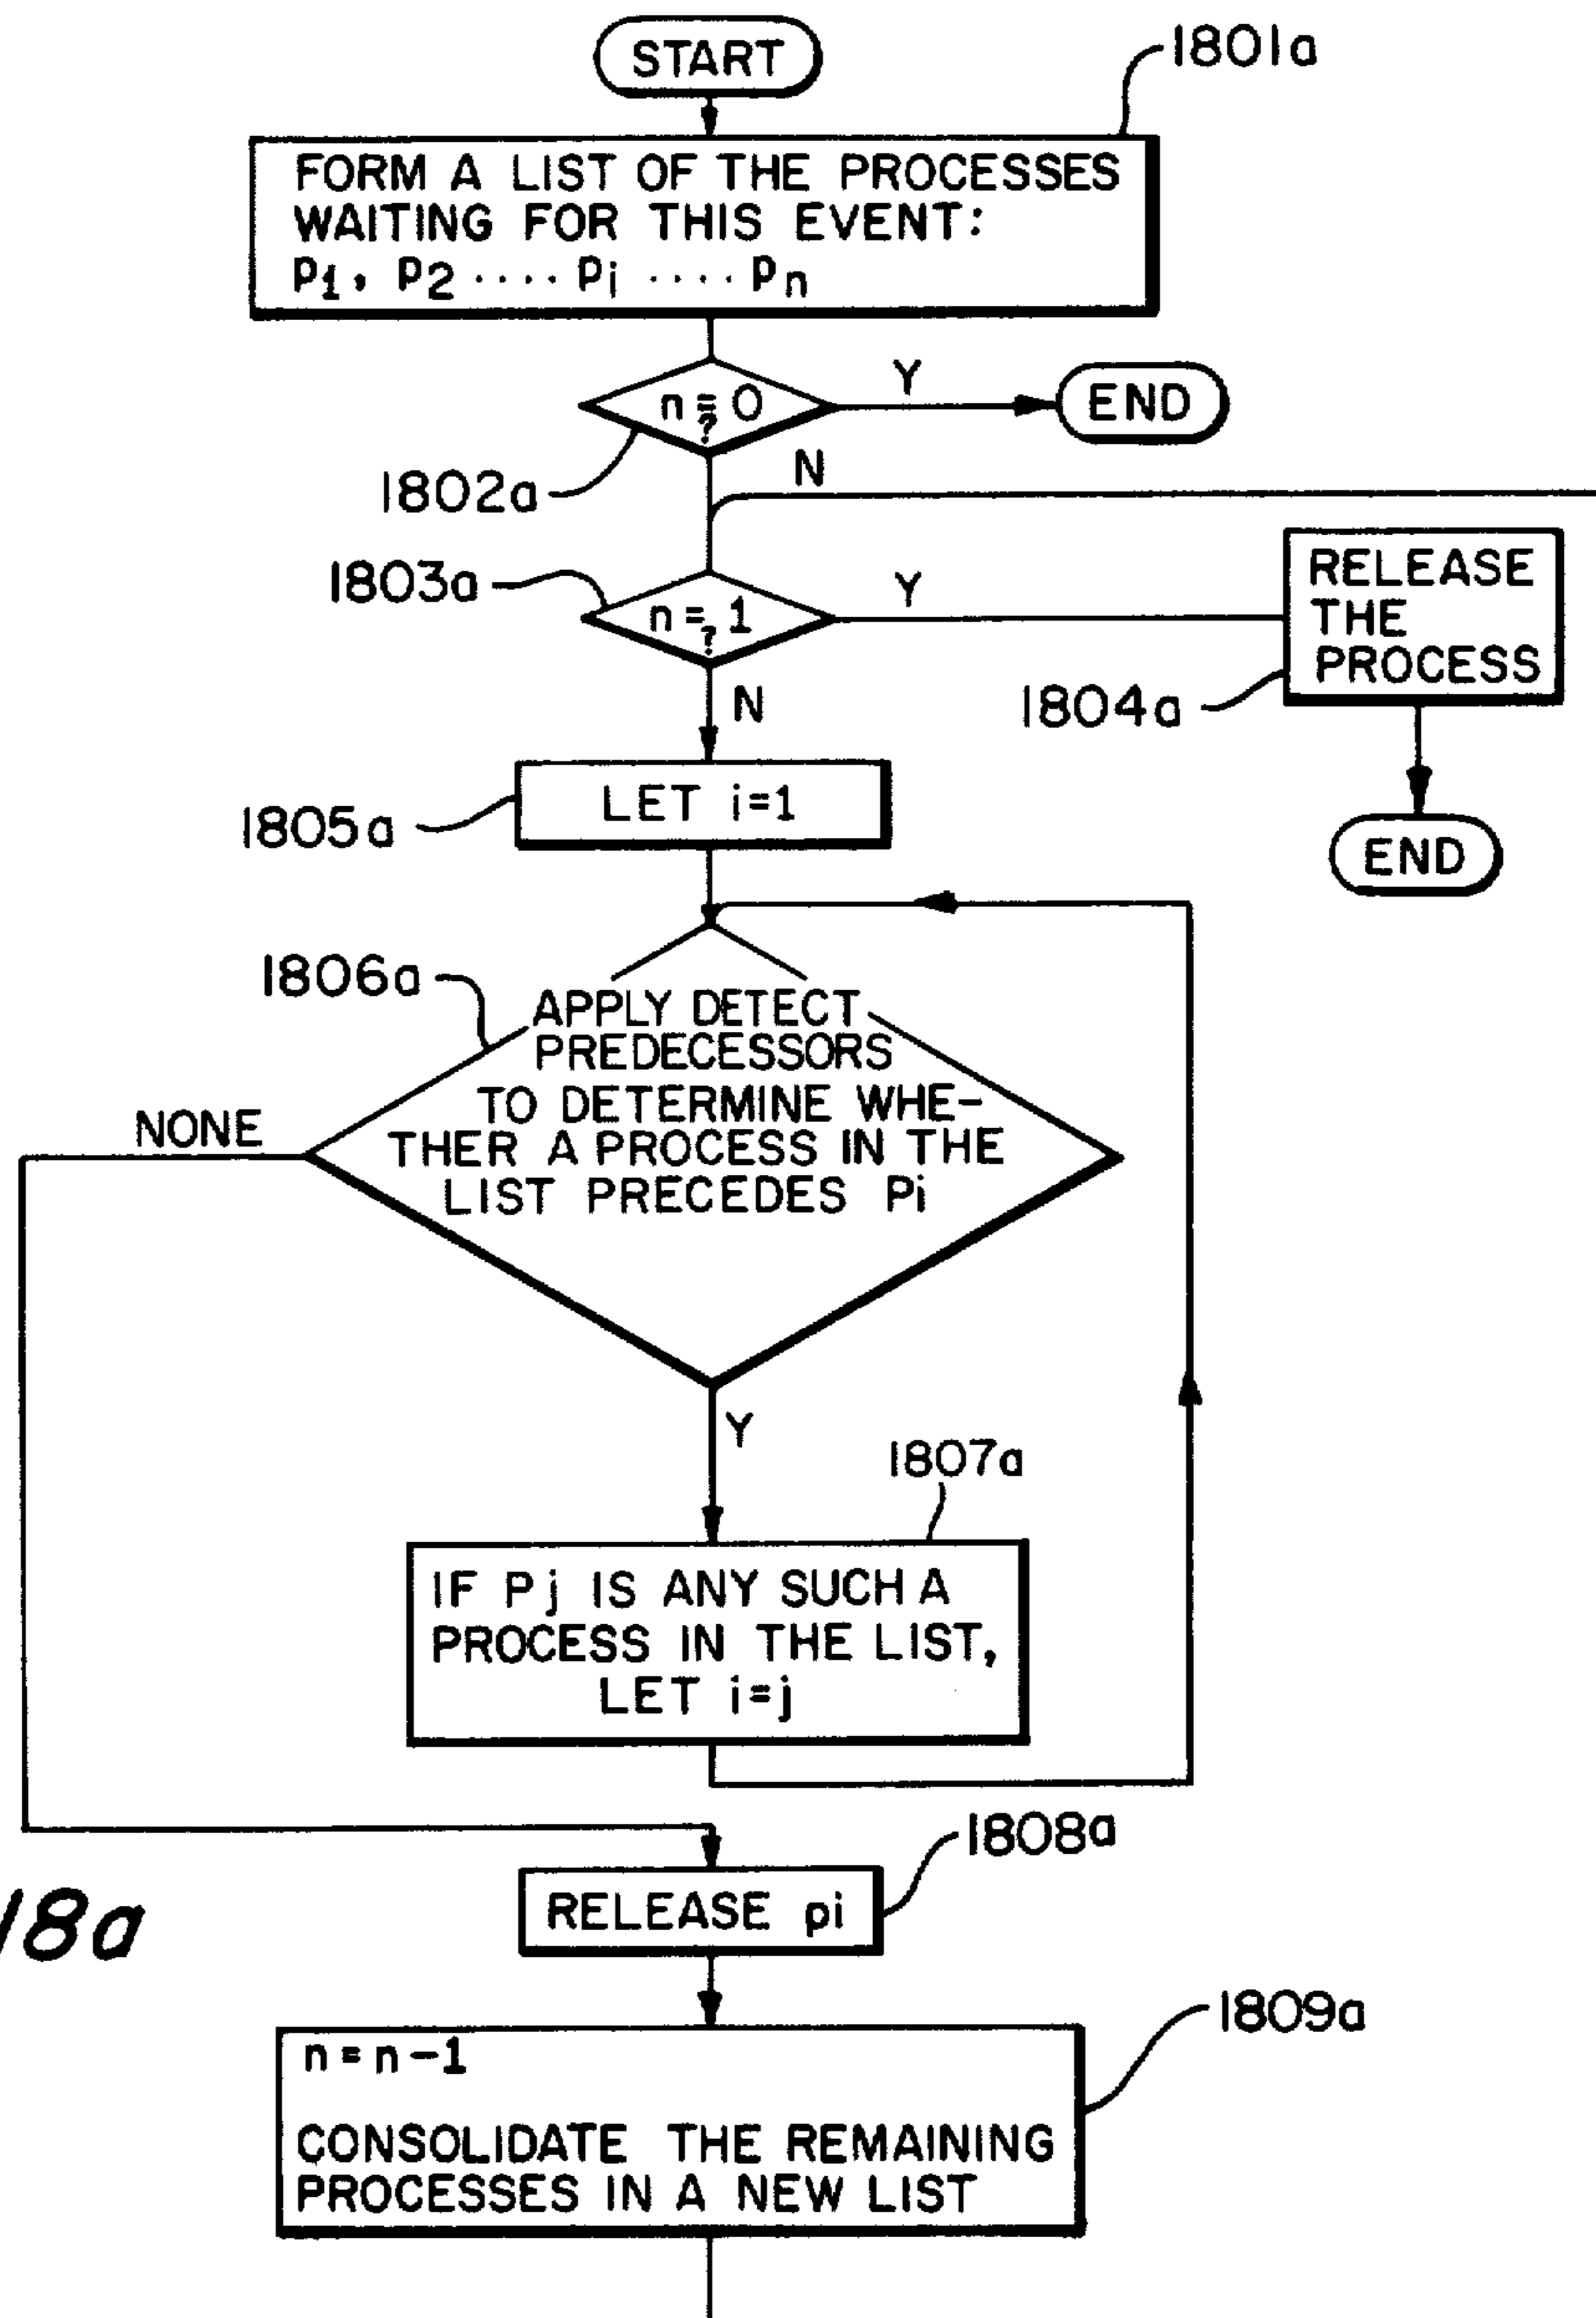 START
1801a
FORM A LIST OF THE PROCESSES
WAITING FOR THIS EVENT:
p1, p2 .... pi .... pn
n = 0
?
Y
END
1802a
N
1803a
n = 1
?
Y
RELEASE
THE
PROCESS
1804a
N
END
LET i=1
1805a
1806a
APPLY DETECT
PREDECESSORS
TO DETERMINE WHE-
THER A PROCESS IN THE
LIST PRECEDES Pi
NONE
Y
1807a
IF Pj IS ANY SUCH A
PROCESS IN THE LIST,
LET i=j
1808a
RELEASE pi
18a
1809a
n = n-1
CONSOLIDATE THE REMAINING
PROCESSES IN A NEW LIST